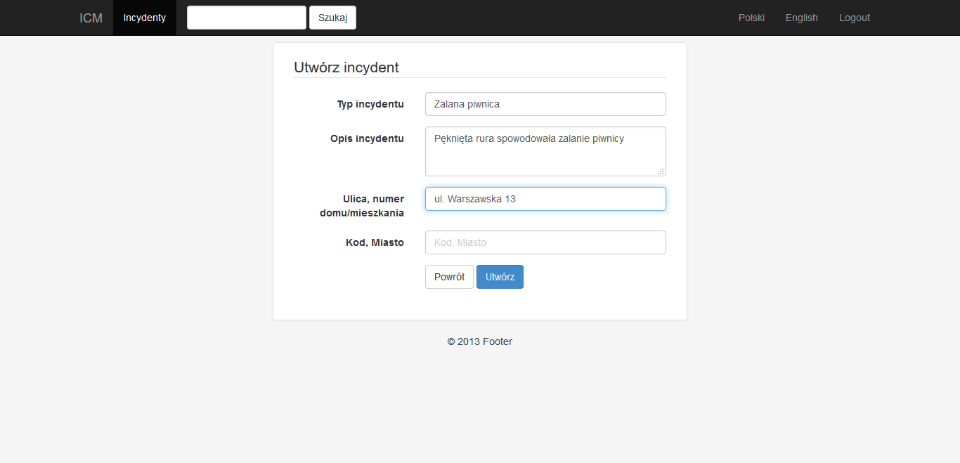 ICM Incydenty Szukaj Polski English Logout
Utwórz incydent
Typ incydentu Zalana piwnica
Opis incydentu Pęknięta rura spowodowała zalanie piwnicy
Ulica, numer
domu/mieszkania ul. Warszawska 13
Kod, Miasto Kod, Miasto
Powrót Utwórz
© 2013 Footer